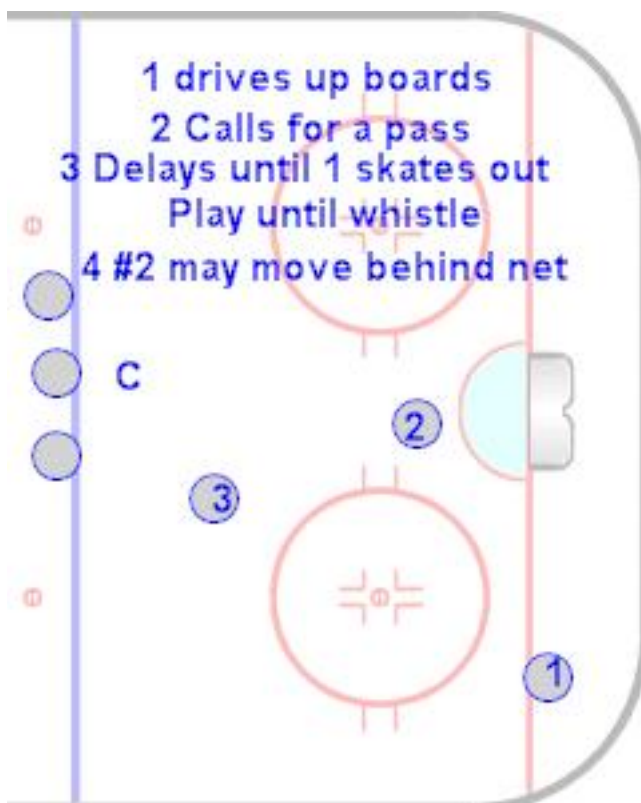 1 drives up boards
2 Calls for a pass
3 Delays until 1 skates out
Play until whistle
4 #2 may move behind net
C
2
3
1